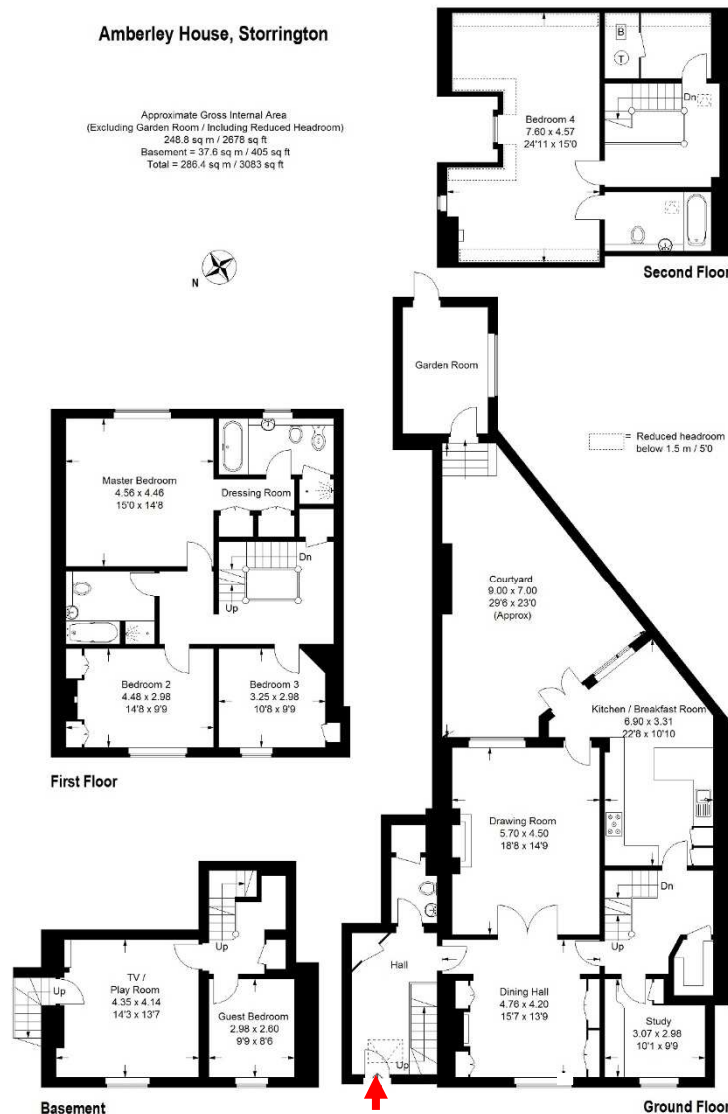 Amberley House, Storrington
Approximate Gross Internal Area
(Excluding Garden Room / Including Reduced Headroom)
248.8 sq m / 2678 sq ft
Basement = 37.6 sq m / 405 sq ft
Total = 286.4 sq m / 3083 sq ft
N
B
T
Dn
Bedroom 4
7.60 x 4.57
24'11 x 15'0
Second Floor
Garden Room
= Reduced headroom
below 1.5 m / 5'0
Master Bedroom
4.56 x 4.46
15'0 x 14'8
Dressing Room
Dn
Up
Bedroom 2
4.48 x 2.98
14'8 x 9'9
Bedroom 3
3.25 x 2.98
10'8 x 9'9
First Floor
Courtyard
9.00 x 7.00
29'6 x 23'0
(Approx)
Kitchen / Breakfast Room
6.90 x 3.31
22'8 x 10'10
Drawing Room
5.70 x 4.50
18'8 x 14'9
Dn
Up
Hall
Up
Dining Hall
4.76 x 4.20
15'7 x 13'9
Study
3.07 x 2.98
10'1 x 9'9
Ground Floor
Up
Up
TV /
Play Room
4.35 x 4.14
14'3 x 13'7
Guest Bedroom
2.98 x 2.60
9'9 x 8'6
Basement